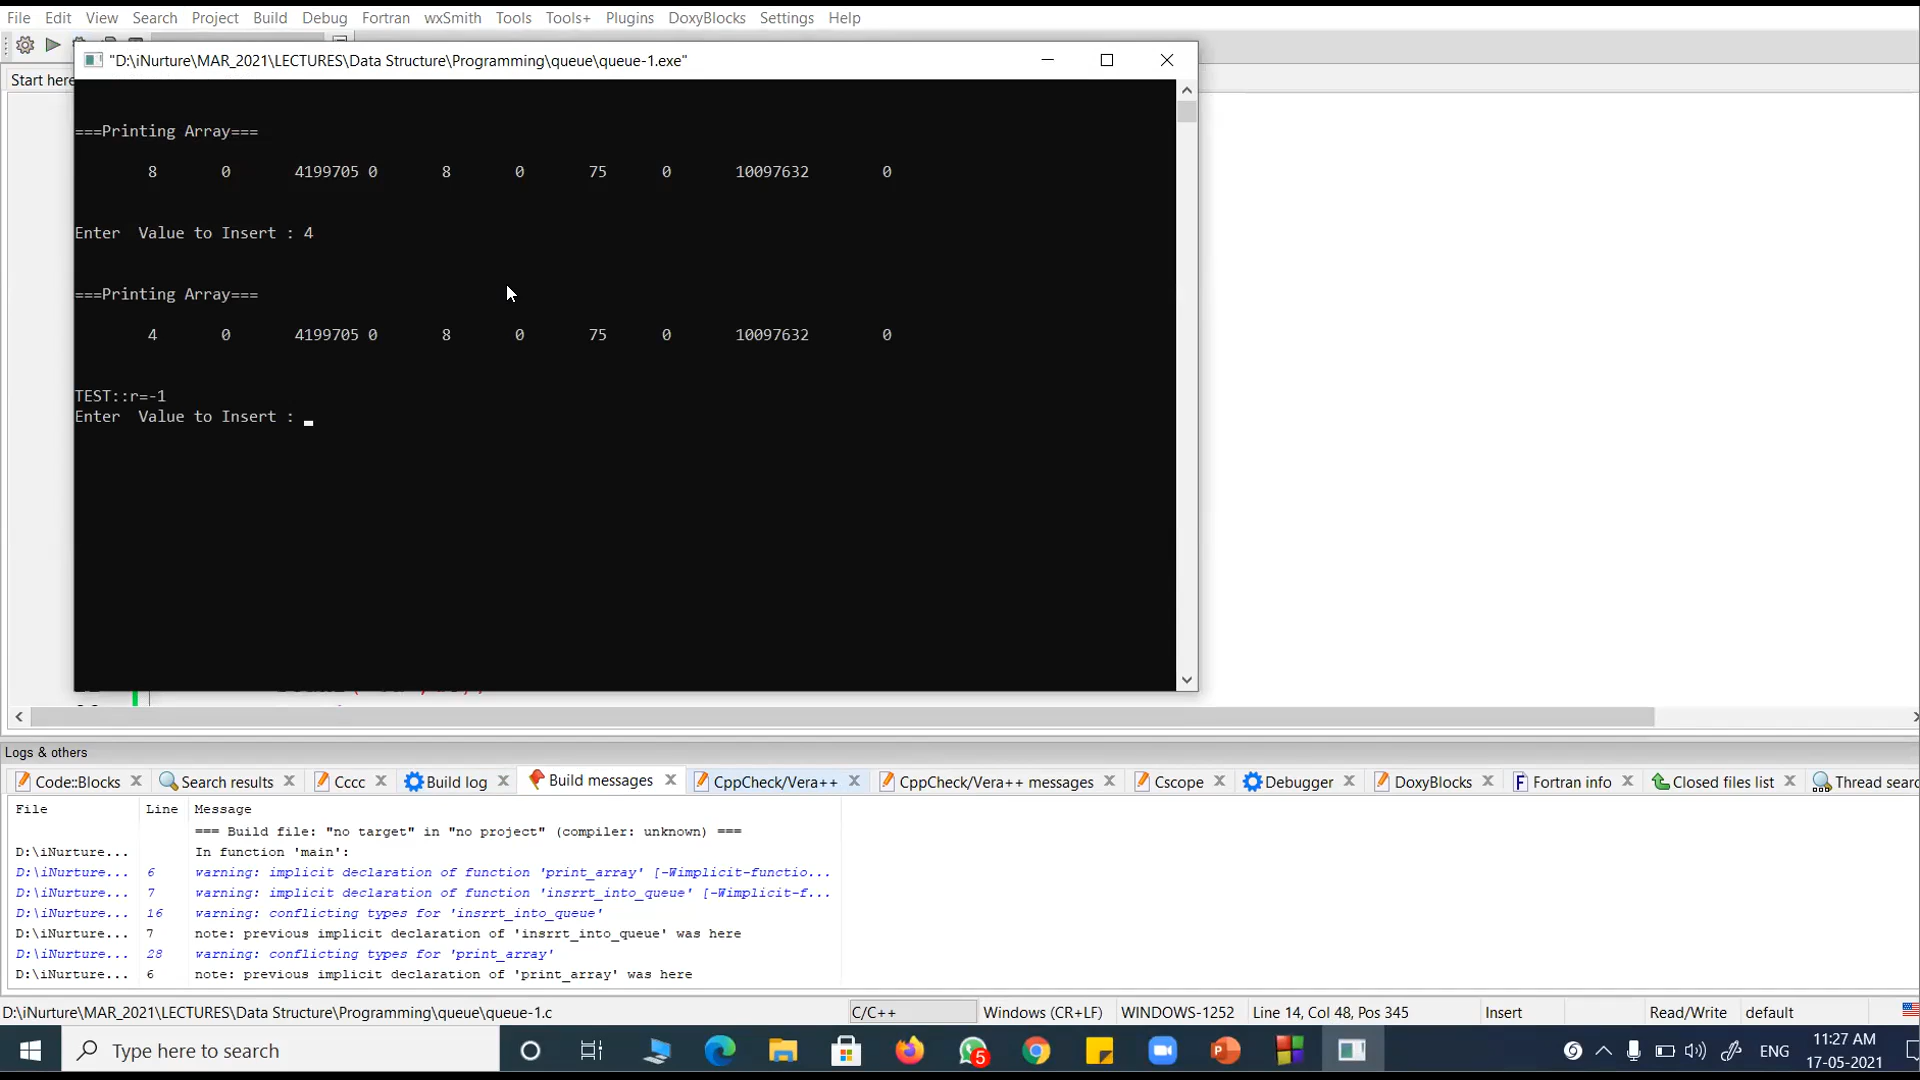 File Edit View Search Project Build Debug Fortran wxSmith Tools Tools+ Plugins DoxyBlocks Settings Help
"D:\iNurture\MAR_2021\LECTURES\Data Structure\Programming\queue\queue-1.exe"
Start here
===Printing Array===
8 0 4199705 0 8 0 75 0 10097632 0
Enter  Value to Insert : 4
===Printing Array===
4 0 4199705 0 8 0 75 0 10097632 0
TEST::r=-1
Enter  Value to Insert :
Logs & others
Code::Blocks Search results Cccc Build log Build messages CppCheck/Vera++ CppCheck/Vera++ messages Cscope Debugger DoxyBlocks Fortran info Closed files list Thread searc
File Line Message
=== Build file: "no target" in "no project" (compiler: unknown) ===
D:\iNurture... In function 'main':
D:\iNurture... 6 warning: implicit declaration of function 'print_array' [-Wimplicit-functio...
D:\iNurture... 7 warning: implicit declaration of function 'insrrt_into_queue' [-Wimplicit-f...
D:\iNurture... 16 warning: conflicting types for 'insrrt_into_queue'
D:\iNurture... 7 note: previous implicit declaration of 'insrrt_into_queue' was here
D:\iNurture... 28 warning: conflicting types for 'print_array'
D:\iNurture... 6 note: previous implicit declaration of 'print_array' was here
D:\iNurture\MAR_2021\LECTURES\Data Structure\Programming\queue\queue-1.c C/C++ Windows (CR+LF) WINDOWS-1252 Line 14, Col 48, Pos 345 Insert Read/Write default
Type here to search 5 ENG 11:27 AM
17-05-2021